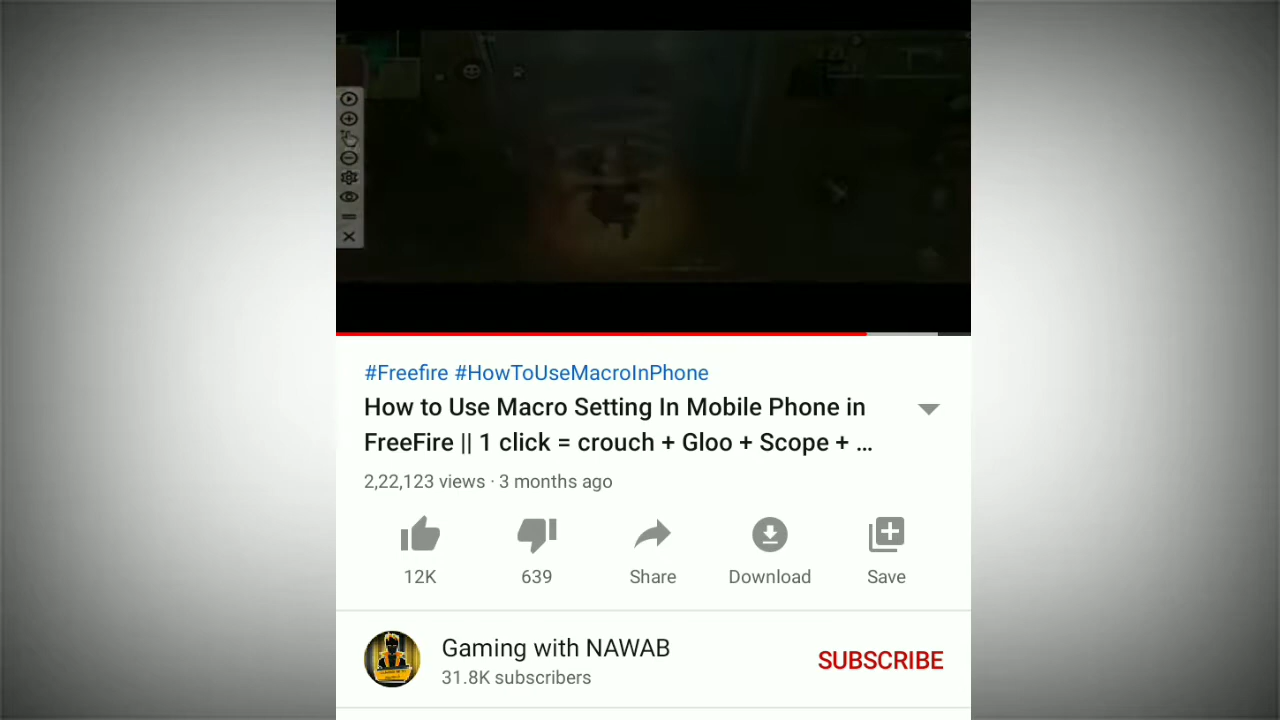 #Freefire #HowToUseMacroInPhone
How to Use Macro Setting In Mobile Phone in
FreeFire || 1 click = crouch + Gloo + Scope + ...
2,22,123 views · 3 months ago
12K
639
Share
Download
Save
Gaming with NAWAB
31.8K subscribers
SUBSCRIBE